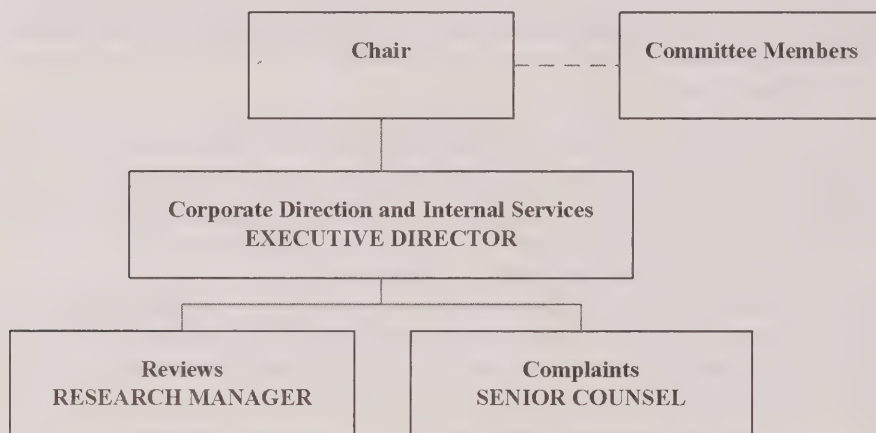 Chair
Committee Members
Corporate Direction and Internal Services
EXECUTIVE DIRECTOR
Reviews
RESEARCH MANAGER
Complaints
SENIOR COUNSEL